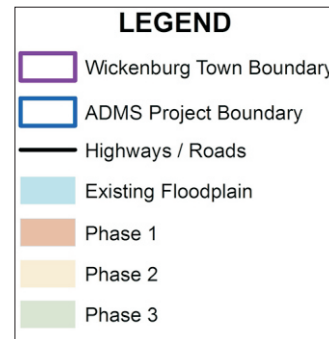 LEGEND
Wickenburg Town Boundary
ADMS Project Boundary
Highways / Roads
Existing Floodplain
Phase 1
Phase 2
Phase 3